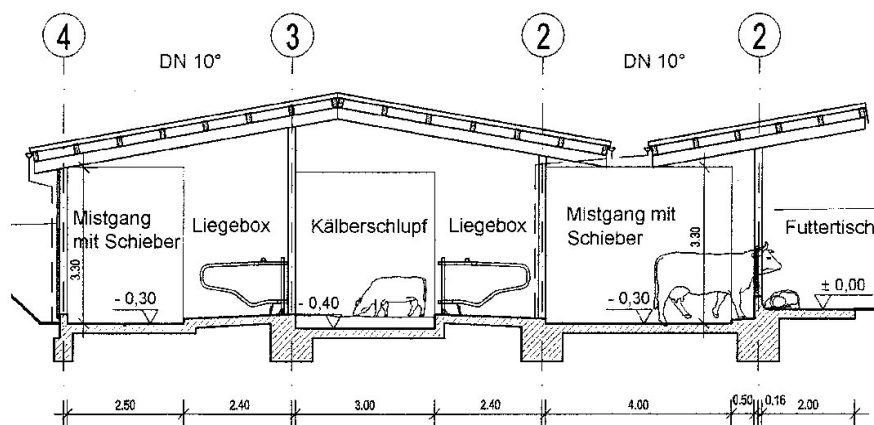 4 3 2 2
DN 10° DN 10°
Mistgang
mit Schieber
Liegebox
Kälberschlupf
Liegebox
Mistgang mit
Schieber
Futtertisch
3.30
3.30
- 0,30
- 0,40
- 0,30
± 0,00
2.50 2.40 3.00 2.40 4.00 0.50 0.16 2.00